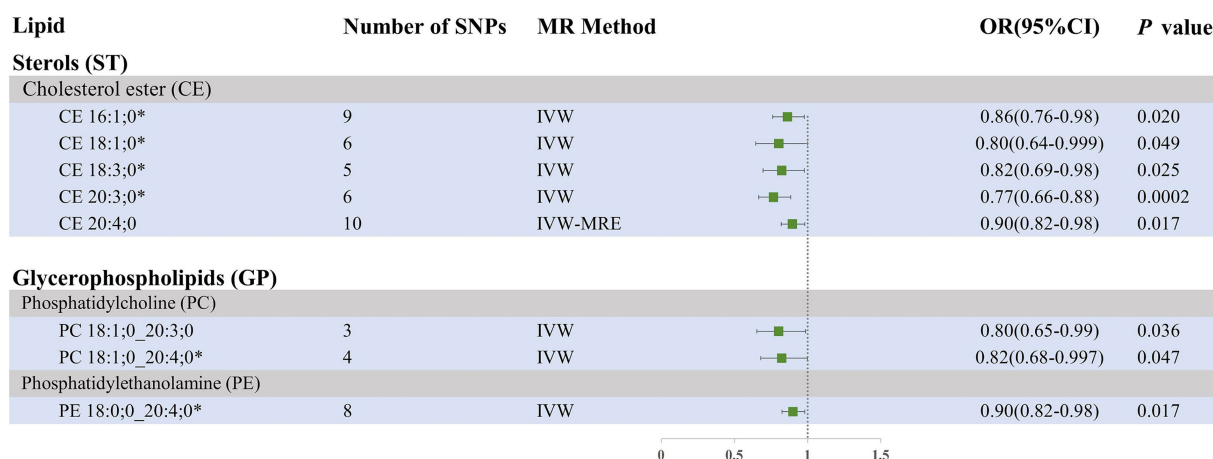 Lipid Number of SNPs MR Method OR(95%CI) P value
Sterols (ST)
Cholesterol ester (CE)
CE 16:1;0* 9 IVW 0.86(0.76-0.98) 0.020
CE 18:1;0* 6 IVW 0.80(0.64-0.999) 0.049
CE 18:3;0* 5 IVW 0.82(0.69-0.98) 0.025
CE 20:3;0* 6 IVW 0.77(0.66-0.88) 0.0002
CE 20:4;0 10 IVW-MRE 0.90(0.82-0.98) 0.017
Glycerophospholipids (GP)
Phosphatidylcholine (PC)
PC 18:1;0_20:3;0 3 IVW 0.80(0.65-0.99) 0.036
PC 18:1;0_20:4;0* 4 IVW 0.82(0.68-0.997) 0.047
Phosphatidylethanolamine (PE)
PE 18:0;0_20:4;0* 8 IVW 0.90(0.82-0.98) 0.017
0 0.5 1 1.5